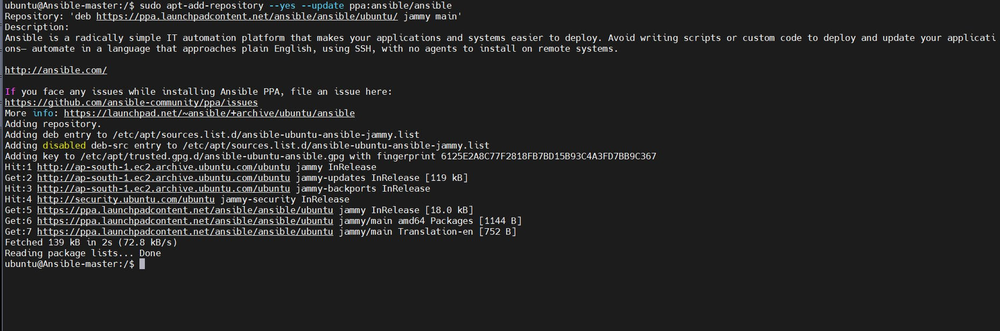 ubuntu@Ansible-master:/$ sudo apt-add-repository --yes --update ppa:ansible/ansible
Repository: 'deb https://ppa.launchpadcontent.net/ansible/ansible/ubuntu/ jammy main'
Description:
Ansible is a radically simple IT automation platform that makes your applications and systems easier to deploy. Avoid writing scripts or custom code to deploy and update your applicati
ons— automate in a language that approaches plain English, using SSH, with no agents to install on remote systems.
http://ansible.com/
If you face any issues while installing Ansible PPA, file an issue here:
https://github.com/ansible-community/ppa/issues
More info: https://launchpad.net/~ansible/+archive/ubuntu/ansible
Adding repository.
Adding deb entry to /etc/apt/sources.list.d/ansible-ubuntu-ansible-jammy.list
Adding disabled deb-src entry to /etc/apt/sources.list.d/ansible-ubuntu-ansible-jammy.list
Adding key to /etc/apt/trusted.gpg.d/ansible-ubuntu-ansible.gpg with fingerprint 6125E2A8C77F2818FB7BD15B93C4A3FD7BB9C367
Hit:1 http://ap-south-1.ec2.archive.ubuntu.com/ubuntu jammy InRelease
Get:2 http://ap-south-1.ec2.archive.ubuntu.com/ubuntu jammy-updates InRelease [119 kB]
Hit:3 http://ap-south-1.ec2.archive.ubuntu.com/ubuntu jammy-backports InRelease
Hit:4 http://security.ubuntu.com/ubuntu jammy-security InRelease
Get:5 https://ppa.launchpadcontent.net/ansible/ansible/ubuntu jammy InRelease [18.0 kB]
Get:6 https://ppa.launchpadcontent.net/ansible/ansible/ubuntu jammy/main amd64 Packages [1144 B]
Get:7 https://ppa.launchpadcontent.net/ansible/ansible/ubuntu jammy/main Translation-en [752 B]
Fetched 139 kB in 2s (72.8 kB/s)
Reading package lists... Done
ubuntu@Ansible-master:/$